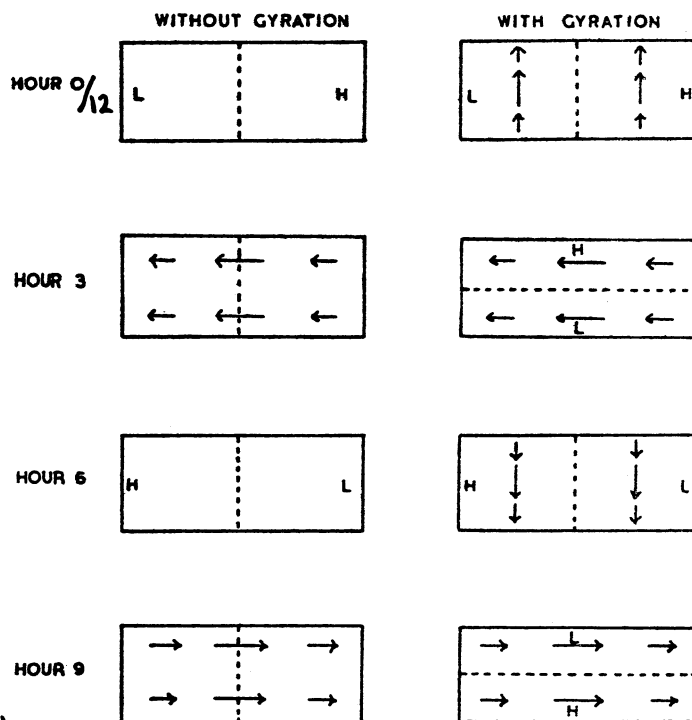 WITHOUT GYRATION
WITH GYRATION
HOUR 0/12
L H
L H
HOUR 3
H
L
HOUR 6
H L
H L
HOUR 9
L
H